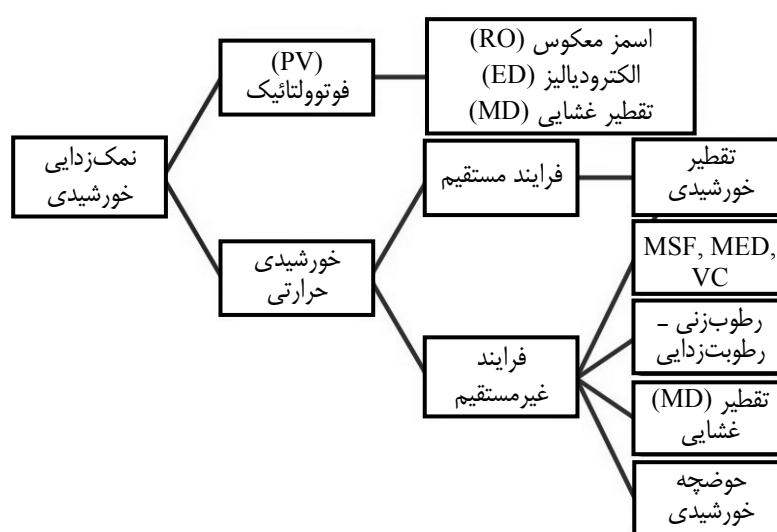 نمک‌زدایی
خورشیدی
(PV)
فوتوولتائیک
اسمز معکوس (RO)
الکترودیالیز (ED)
تقطیر غشایی (MD)
خورشیدی
حرارتی
فرایند مستقیم
تقطیر
خورشیدی
فرایند
غیرمستقیم
MSF, MED,
VC
رطوب‌زنی –
رطوبت‌زدایی
تقطیر (MD)
غشایی
حوضچه
خورشیدی